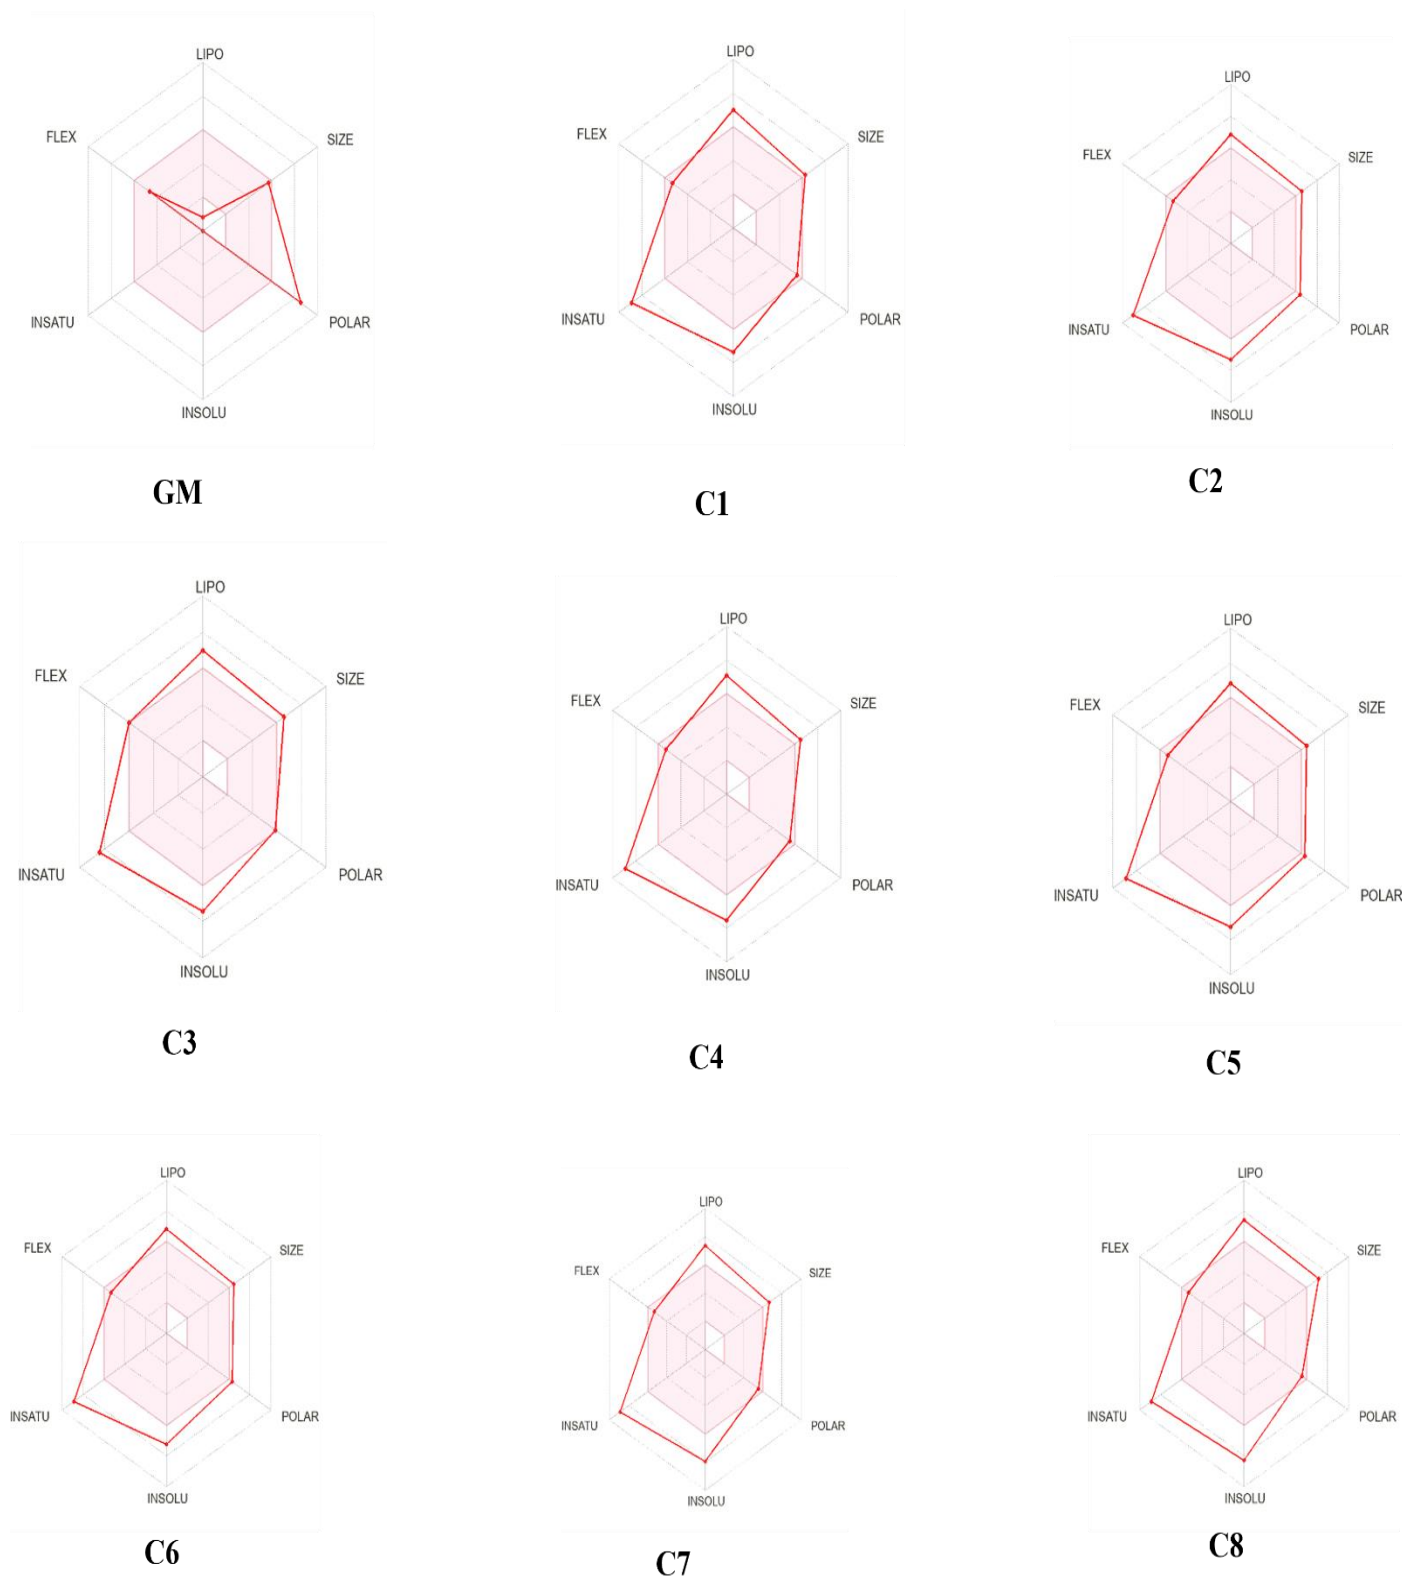 LIPO
FLEX
SIZE
INSATU
POLAR
INSOLU
GM
LIPO
FLEX
SIZE
INSATU
POLAR
INSOLU
C1
LIPO
FLEX
SIZE
INSATU
POLAR
INSOLU
C2
LIPO
FLEX
SIZE
INSATU
POLAR
INSOLU
C3
LIPO
FLEX
SIZE
INSATU
POLAR
INSOLU
C4
LIPO
FLEX
SIZE
INSATU
POLAR
INSOLU
C5
LIPO
FLEX
SIZE
INSATU
POLAR
INSOLU
C6
LIPO
FLEX
SIZE
INSATU
POLAR
INSOLU
C7
LIPO
FLEX
SIZE
INSATU
POLAR
INSOLU
C8